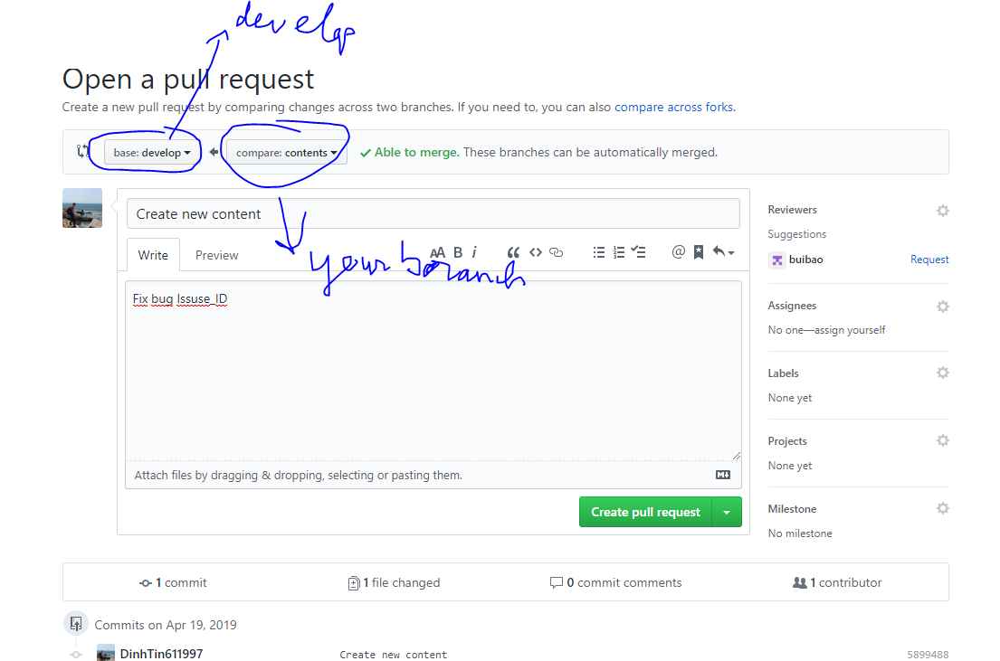 develop
Open a pull request
Create a new pull request by comparing changes across two branches. If you need to, you can also compare across forks.
base: develop compare: contents Able to merge. These branches can be automatically merged.
Create new content
Write Preview
AA B i @
your branch
Fix bug Issuse_ID
Attach files by dragging & dropping, selecting or pasting them.
M
Create pull request
Reviewers
Suggestions
buibao Request
Assignees
No one—assign yourself
Labels
None yet
Projects
None yet
Milestone
No milestone
1 commit 1 file changed 0 commit comments 1 contributor
Commits on Apr 19, 2019
DinhTin611997 Create new content 5899488